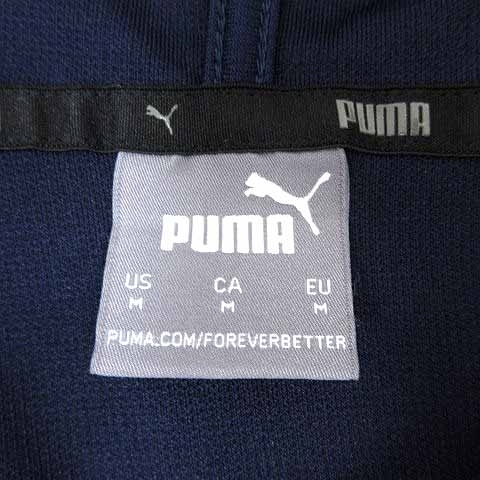 PUMA
PUMA
US CA EU
M M M
PUMA.COM/FOREVERBETTER